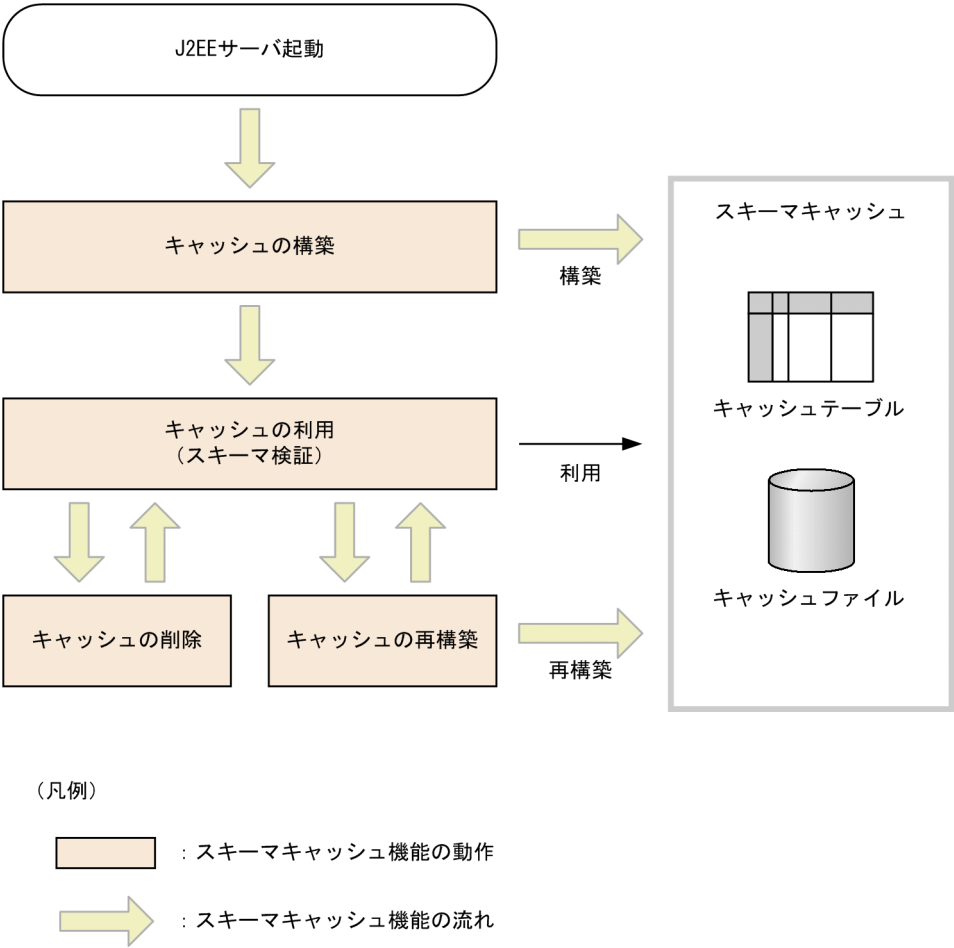 J2EEサーバ起動
キャッシュの構築
構築
スキーマキャッシュ
キャッシュテーブル
キャッシュの利用
（スキーマ検証）
利用
キャッシュファイル
キャッシュの削除
キャッシュの再構築
再構築
（凡例）
：スキーマキャッシュ機能の動作
：スキーマキャッシュ機能の流れ